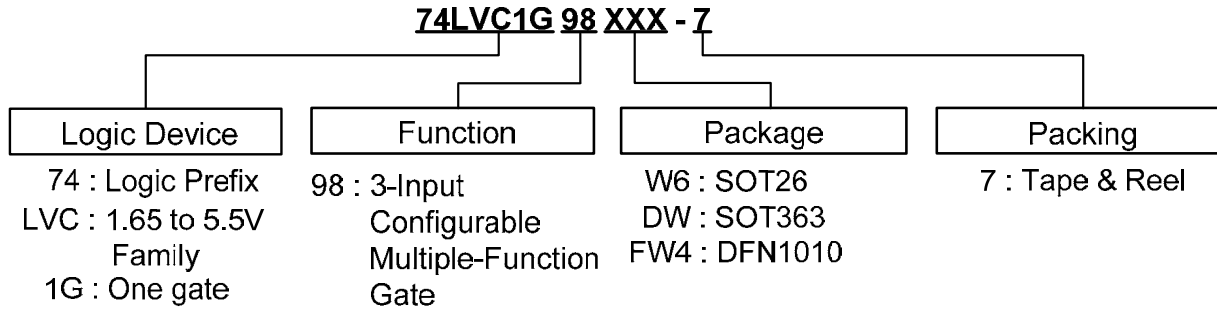 74LVC1G 98 XXX - 7
Logic Device
74 : Logic Prefix
LVC : 1.65 to 5.5V
Family
1G : One gate
Function
98 : 3-Input
Configurable
Multiple-Function
Gate
Package
W6 : SOT26
DW : SOT363
FW4 : DFN1010
Packing
7 : Tape & Reel